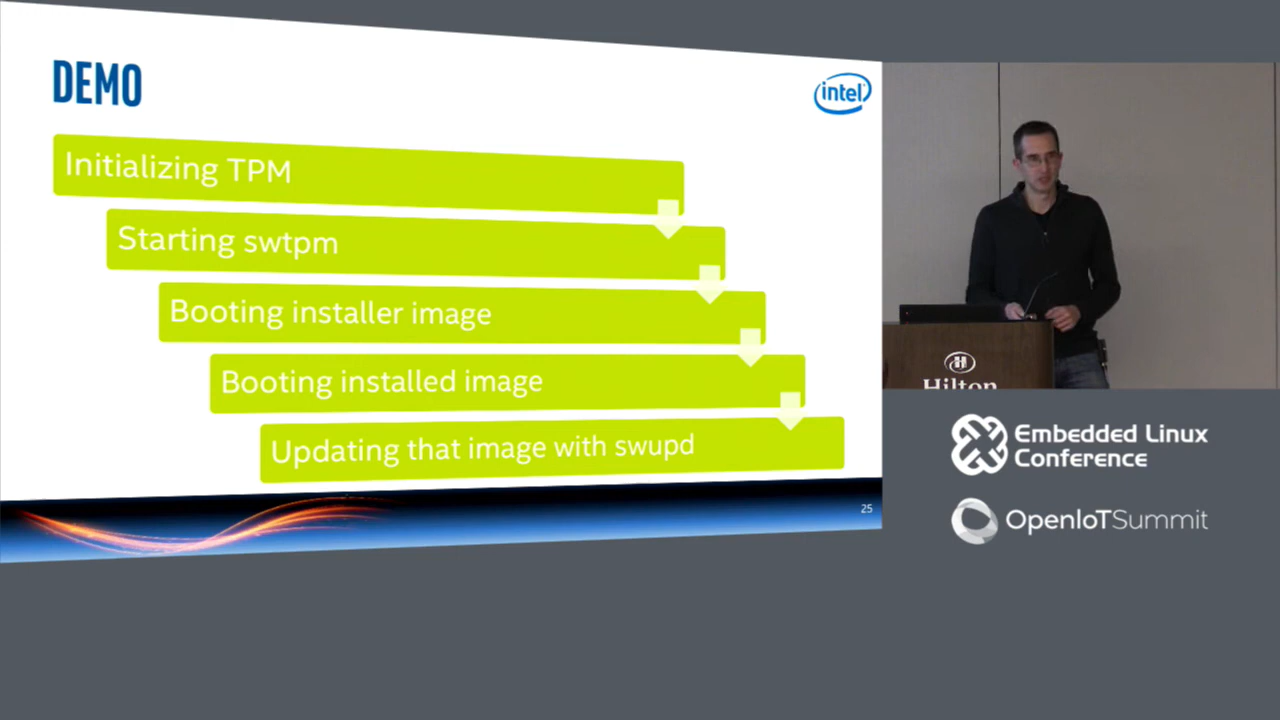 DEMO
intel
Initializing TPM
Starting swtpm
Booting installer image
Booting installed image
Updating that image with swupd
25
Hilton
Embedded Linux
Conference
OpenIoTSummit